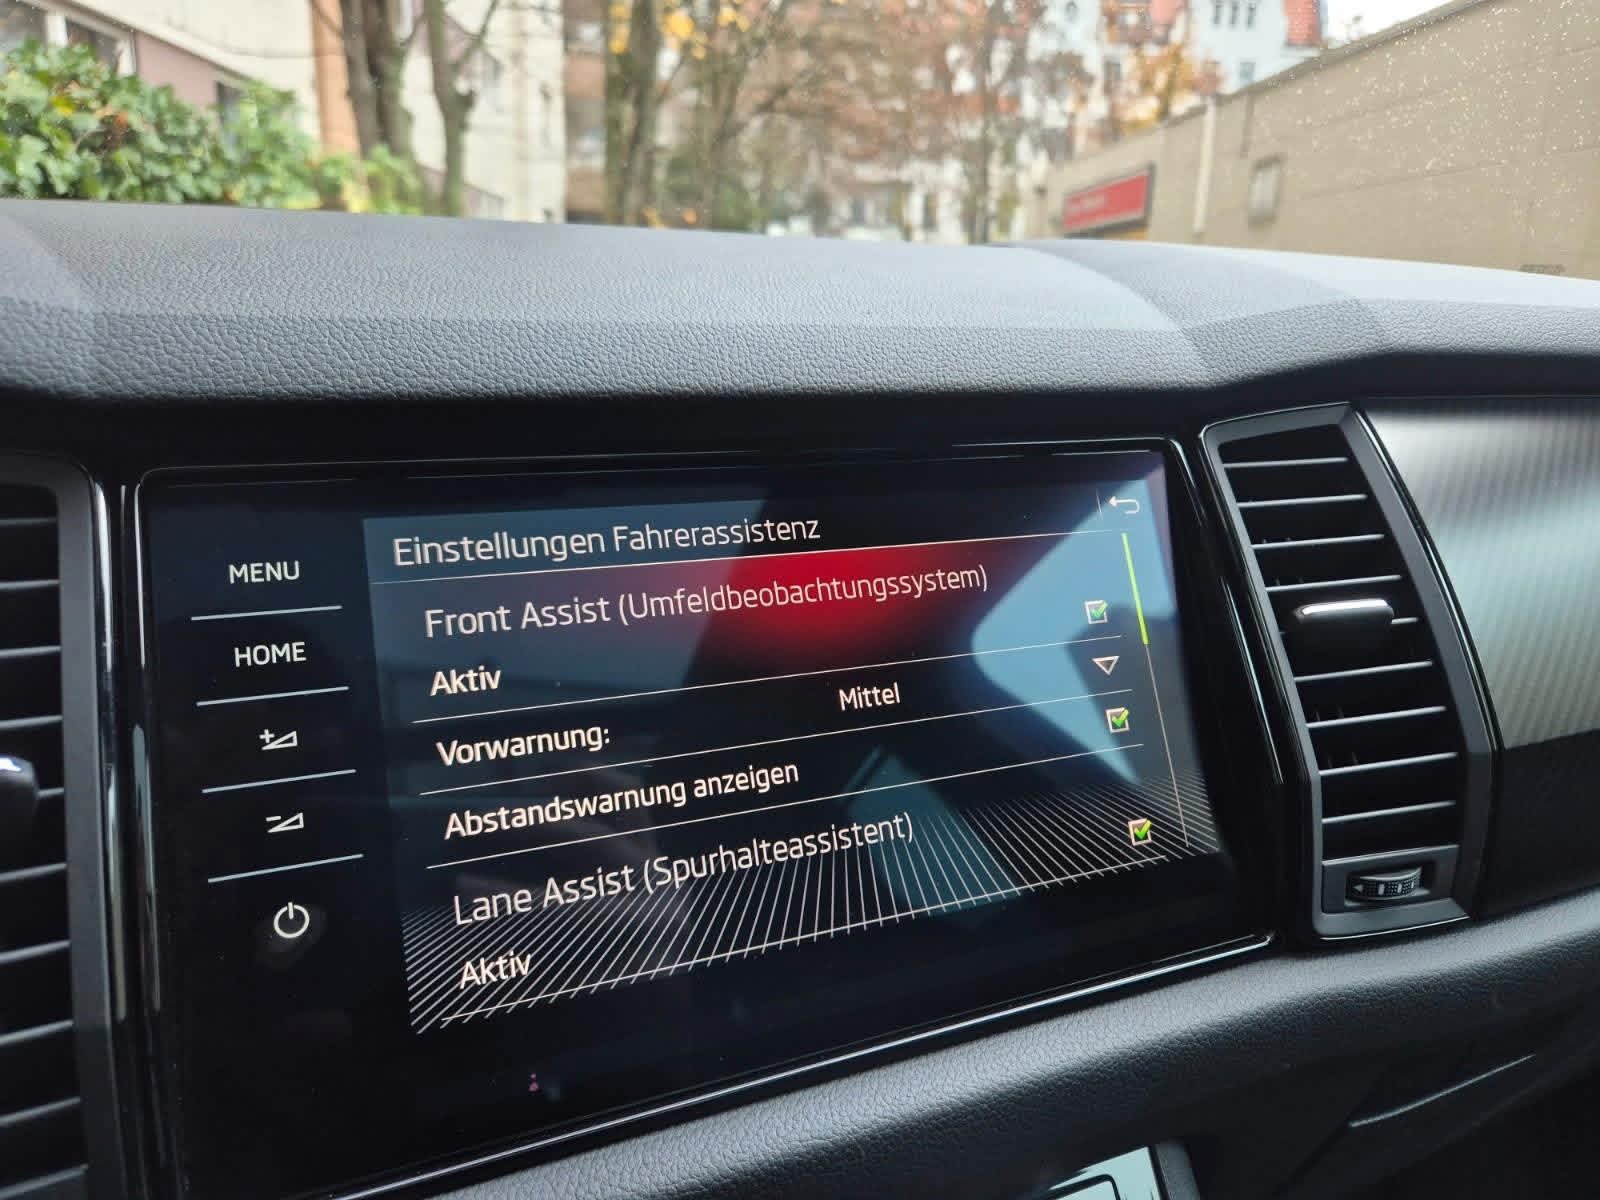 MENU
HOME
Einstellungen Fahrerassistenz
Front Assist (Umfeldbeobachtungssystem)
Aktiv
Vorwarnung: Mittel
Abstandswarnung anzeigen
Lane Assist (Spurhalteassistent)
Aktiv